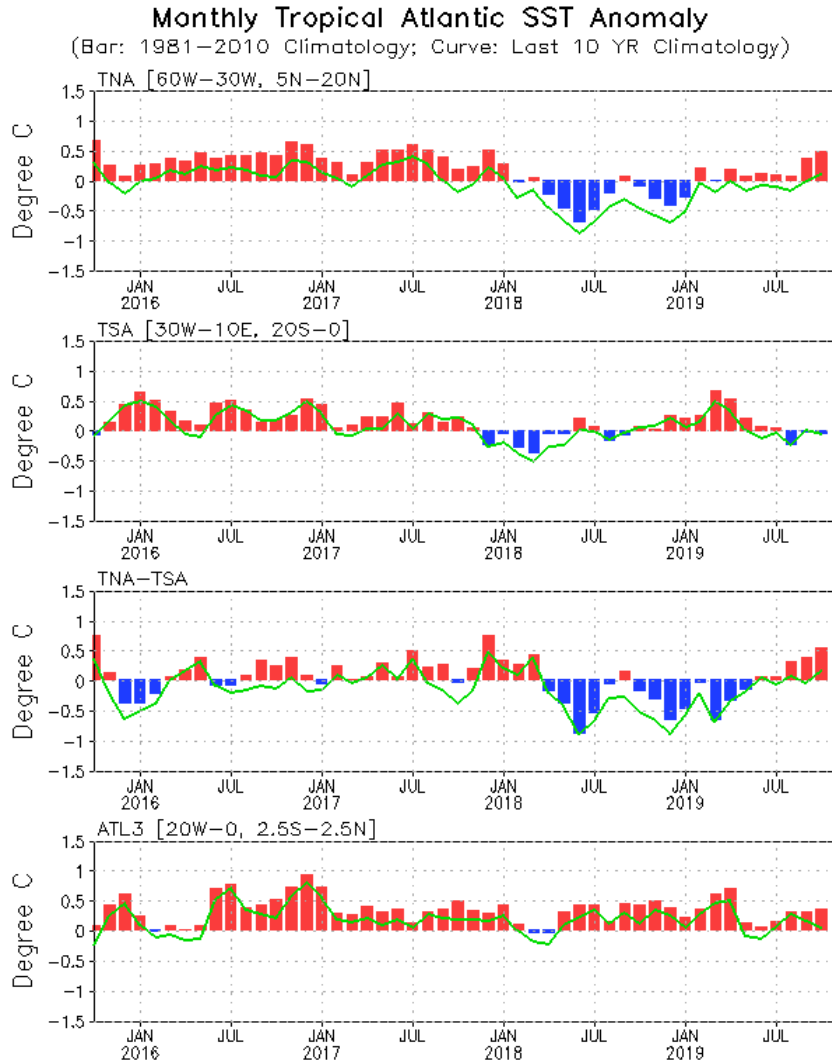 Monthly Tropical Atlantic SST Anomaly
(Bar: 1981-2010 Climatology; Curve: Last 10 YR Climatology)
TNA [60W-30W, 5N-20N]
Degree C
1.5
1
0.5
0
-0.5
-1
-1.5
JAN JUL JAN JUL JAN JUL JAN JUL
2016 2017 2018 2019
TSA [30W-10E, 20S-0]
Degree C
1.5
1
0.5
0
-0.5
-1
-1.5
JAN JUL JAN JUL JAN JUL JAN JUL
2016 2017 2018 2019
TNA-TSA
Degree C
1.5
1
0.5
0
-0.5
-1
-1.5
JAN JUL JAN JUL JAN JUL JAN JUL
2016 2017 2018 2019
ATL3 [20W-0, 2.5S-2.5N]
Degree C
1.5
1
0.5
0
-0.5
-1
-1.5
JAN JUL JAN JUL JAN JUL JAN JUL
2016 2017 2018 2019